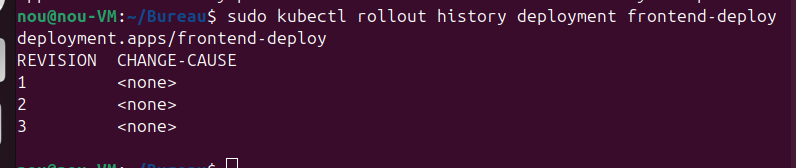 nou@nou-VM:~/Bureau$ sudo kubectl rollout history deployment frontend-deploy
deployment.apps/frontend-deploy
REVISION  CHANGE-CAUSE
1         <none>
2         <none>
3         <none>
nou@nou-VM:~/Bureau$